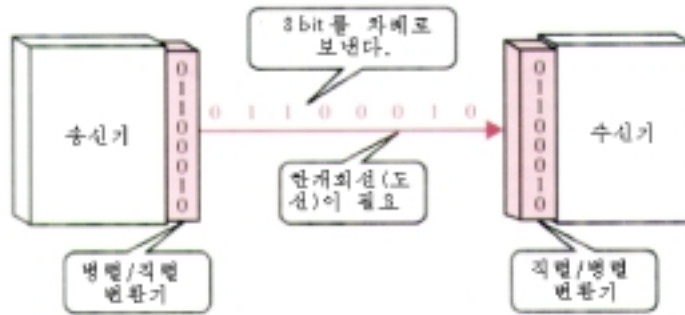 8bit를 차례로
보낸다.
0
1
1
0
0
0
1
0
0 1 1 0 0 0 1 0
0
1
1
0
0
0
1
0
송신기
수신기
한개회선(도
선)이 필요
병렬/직렬
변환기
직렬/병렬
변환기